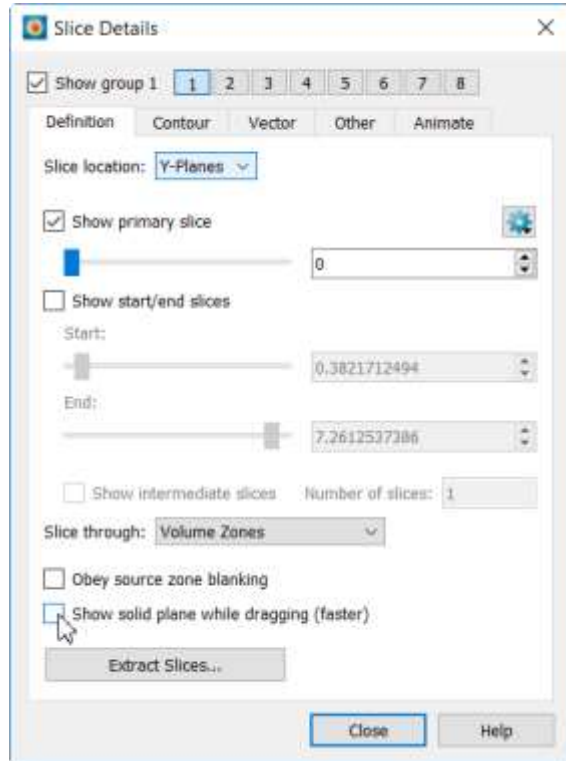 Slice Details
Show group 1 1 2 3 4 5 6 7 8
Definition Contour Vector Other Animate
Slice location: Y-Planes
Show primary slice
0
Show start/end slices
Start:
0.3821712494
End:
7.2612537386
Show intermediate slices Number of slices: 1
Slice through: Volume Zones
Obey source zone blanking
Show solid plane while dragging (faster)
Extract Slices...
Close Help